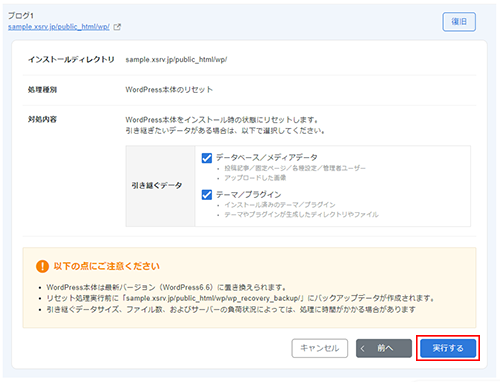 ブログ1
sample.xsrv.jp/public_html/wp/
復旧
インストールディレクトリ sample.xsrv.jp/public_html/wp/
処理種別 WordPress本体のリセット
対処内容 WordPress本体をインストール時の状態にリセットします。
引き継ぎたいデータがある場合は、以下で選択してください。
引き継ぐデータ
データベース／メディアデータ
・ 投稿記事／固定ページ／各種設定／管理者ユーザー
・ アップロードした画像
テーマ／プラグイン
・ インストール済みのテーマ／プラグイン
・ テーマやプラグインが生成したディレクトリやファイル
以下の点にご注意ください
• WordPress本体は最新バージョン（WordPress6.6）に置き換えられます。
• リセット処理実行前に「sample.xsrv.jp/public_html/wp/wp_recovery_backup/」にバックアップデータが作成されます。
• 引き継ぐデータサイズ、ファイル数、およびサーバーの負荷状況によっては、処理に時間がかかる場合があります
キャンセル
前へ
実行する